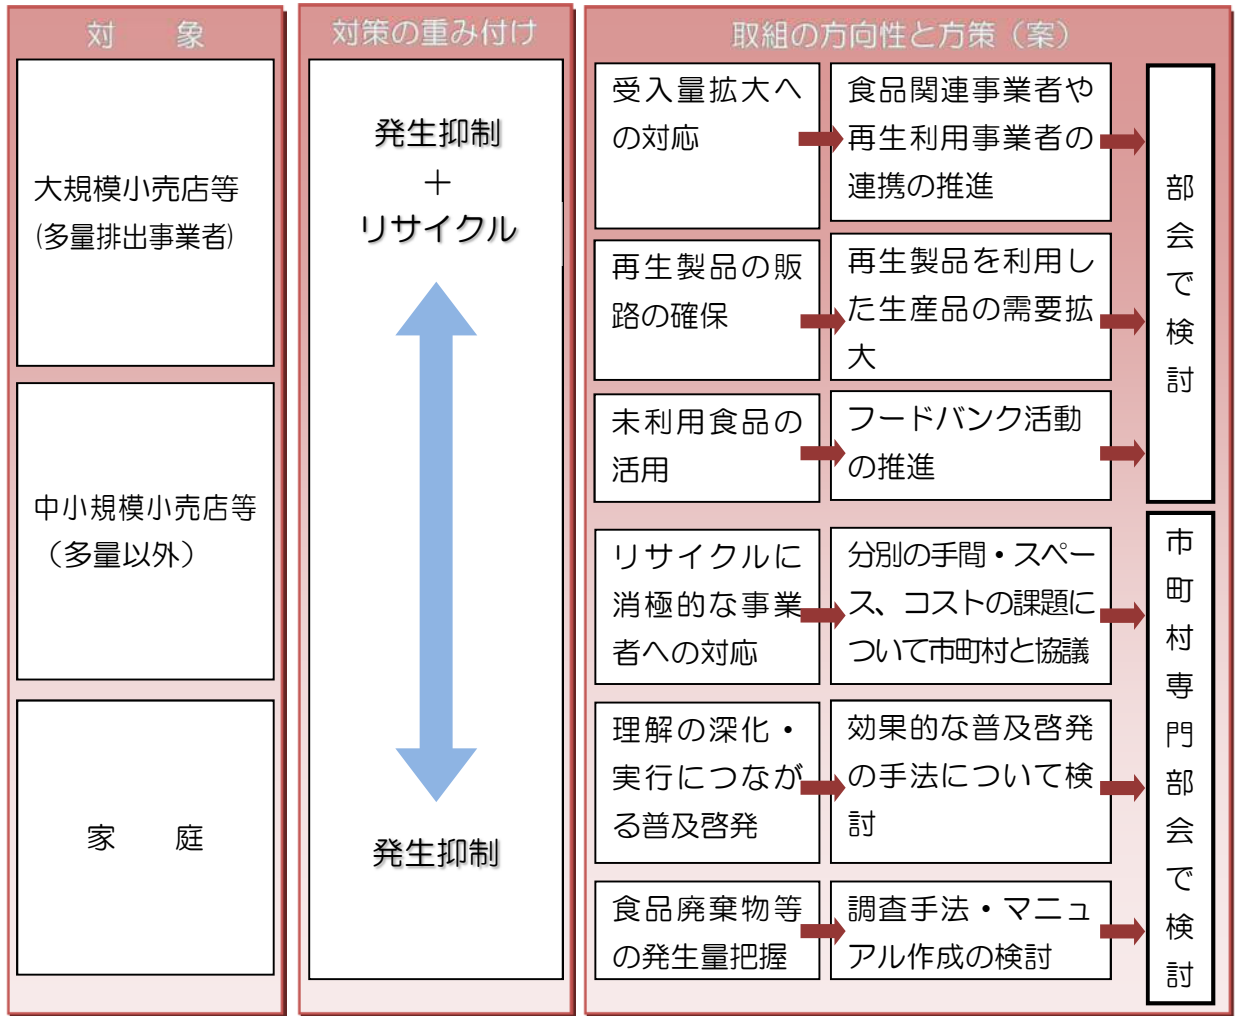 対　象
大規模小売店等
(多量排出事業者)
中小規模小売店等
（多量以外）
家　庭
対策の重み付け
発生抑制
＋
リサイクル
発生抑制
取組の方向性と方策（案）
受入量拡大へ
の対応
食品関連事業者や
再生利用事業者の
連携の推進
再生製品の販
路の確保
再生製品を利用し
た生産品の需要拡
大
未利用食品の
活用
フードバンク活動
の推進
部会で検討
リサイクルに
消極的な事業
者への対応
分別の手間・スペー
ス、コストの課題に
ついて市町村と協議
理解の深化・
実行につなが
る普及啓発
効果的な普及啓発
の手法について検
討
食品廃棄物等
の発生量把握
調査手法・マニュ
アル作成の検討
市町村専門部会で検討